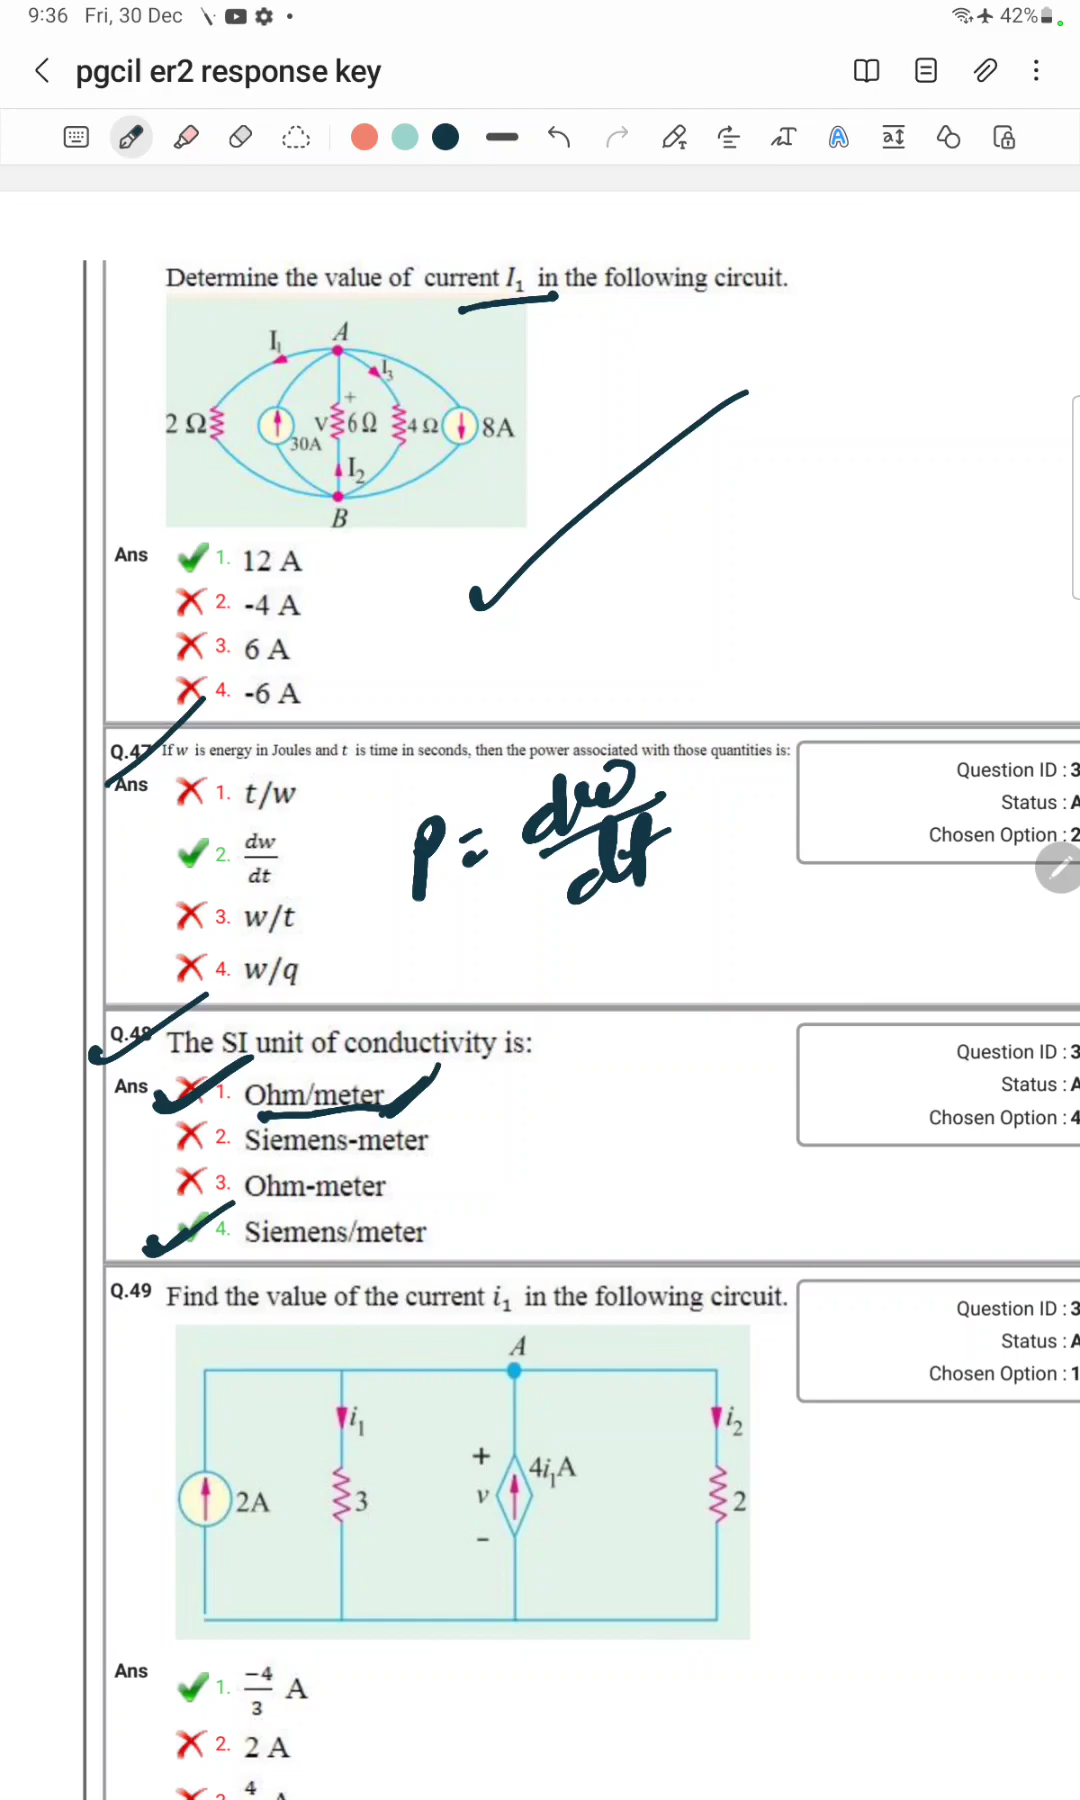 9:36 Fri, 30 Dec
42%
pgcil er2 response key
Determine the value of current I₁ in the following circuit.
I₁
A
I₃
2 Ω
30A
V
+
6Ω
4Ω
8A
I₂
B
Ans
1. 12 A
2. -4 A
3. 6 A
4. -6 A
Q.47 If w is energy in Joules and t is time in seconds, then the power associated with those quantities is:
Question ID : 3
Status : A
Chosen Option : 2
Ans
1. t/w
2. dw/dt
3. w/t
4. w/q
P = dw/dt
Q.48 The SI unit of conductivity is:
Question ID : 3
Status : A
Chosen Option : 4
Ans
1. Ohm/meter
2. Siemens-meter
3. Ohm-meter
4. Siemens/meter
Q.49 Find the value of the current i₁ in the following circuit.
Question ID : 3
Status : A
Chosen Option : 1
A
i₁
i₂
+
4i₁A
2A
3
v
2
−
Ans
1. −4/3 A
2. 2 A
4